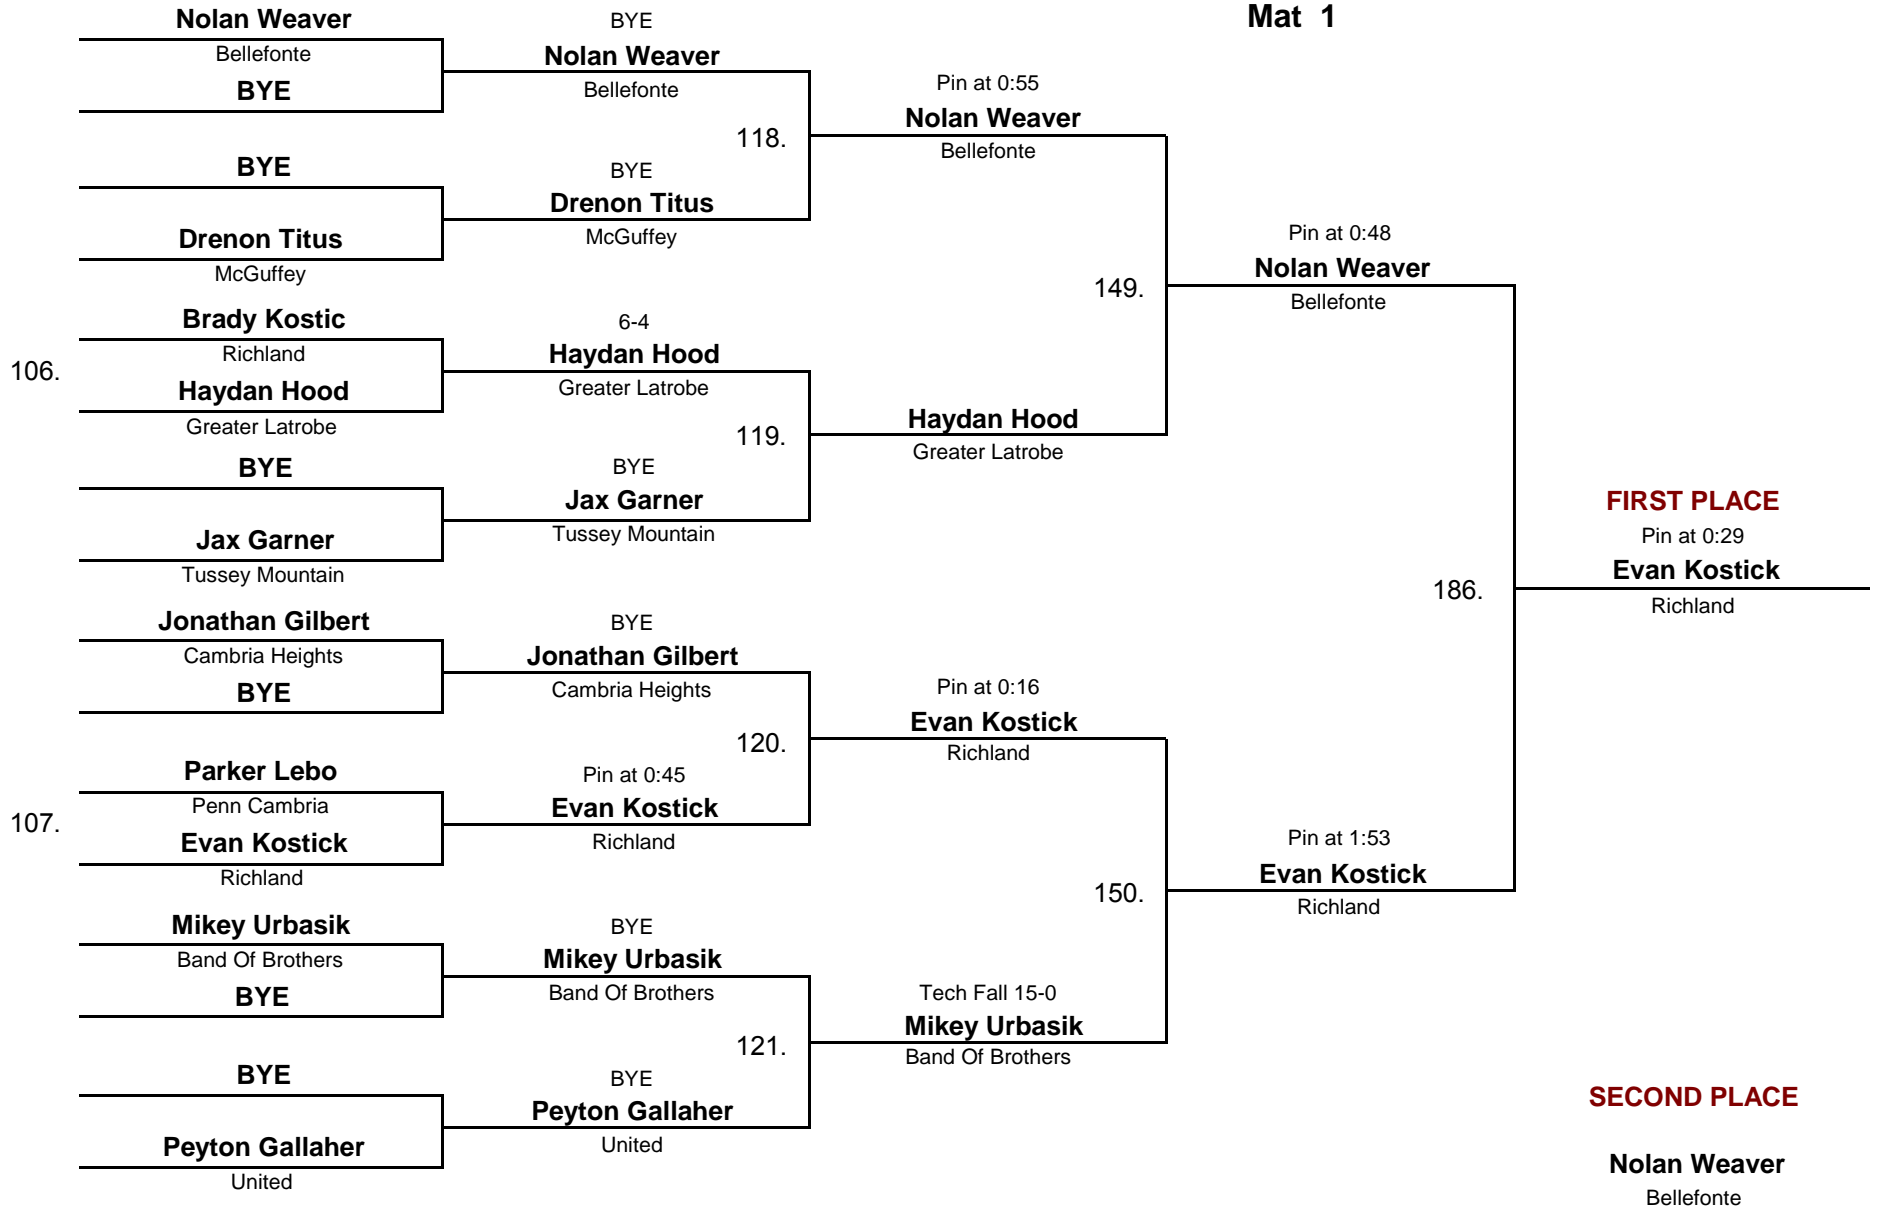 Mat 1
Nolan Weaver
Bellefonte
BYE
BYE
Drenon Titus
McGuffey
106.
Brady Kostic
Richland
Haydan Hood
Greater Latrobe
BYE
Jax Garner
Tussey Mountain
Jonathan Gilbert
Cambria Heights
BYE
107.
Parker Lebo
Penn Cambria
Evan Kostick
Richland
Mikey Urbasik
Band Of Brothers
BYE
BYE
Peyton Gallaher
United
BYE
Nolan Weaver
Bellefonte
118.
BYE
Drenon Titus
McGuffey
6-4
Haydan Hood
Greater Latrobe
119.
BYE
Jax Garner
Tussey Mountain
BYE
Jonathan Gilbert
Cambria Heights
120.
Pin at 0:45
Evan Kostick
Richland
BYE
Mikey Urbasik
Band Of Brothers
121.
BYE
Peyton Gallaher
United
Pin at 0:55
Nolan Weaver
Bellefonte
149.
Haydan Hood
Greater Latrobe
Pin at 0:16
Evan Kostick
Richland
150.
Tech Fall 15-0
Mikey Urbasik
Band Of Brothers
Pin at 0:48
Nolan Weaver
Bellefonte
186.
Pin at 1:53
Evan Kostick
Richland
FIRST PLACE
Pin at 0:29
Evan Kostick
Richland
SECOND PLACE
Nolan Weaver
Bellefonte